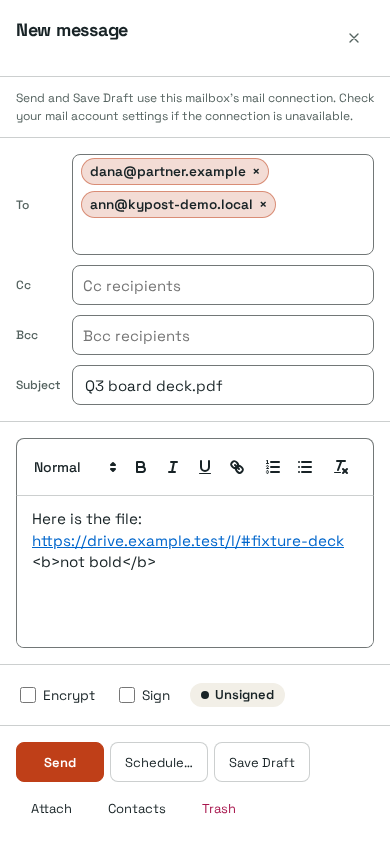 New message
×
Send and Save Draft use this mailbox's mail connection. Check
your mail account settings if the connection is unavailable.
To
dana@partner.example ×
ann@kypost-demo.local ×
Cc
Cc recipients
Bcc
Bcc recipients
Subject
Q3 board deck.pdf
Normal B I U
Here is the file:
https://drive.example.test/l/#fixture-deck
<b>not bold</b>
Encrypt Sign Unsigned
Send Schedule… Save Draft
Attach Contacts Trash